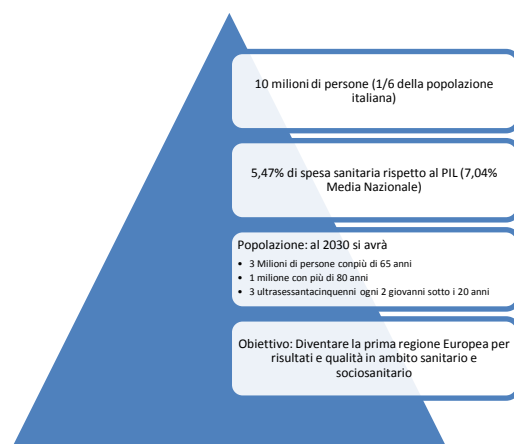 10 milioni di persone (1/6 della popolazione
italiana)
5,47% di spesa sanitaria rispetto al PIL (7,04%
Media Nazionale)
Popolazione: al 2030 si avrà
• 3 Milioni di persone conpiù di 65 anni
• 1 milione con più di 80 anni
• 3 ultrasessantacinquenni ogni 2 giovanni sotto i 20 anni
Obiettivo: Diventare la prima regione Europea per
risultati e qualità in ambito sanitario e
sociosanitario